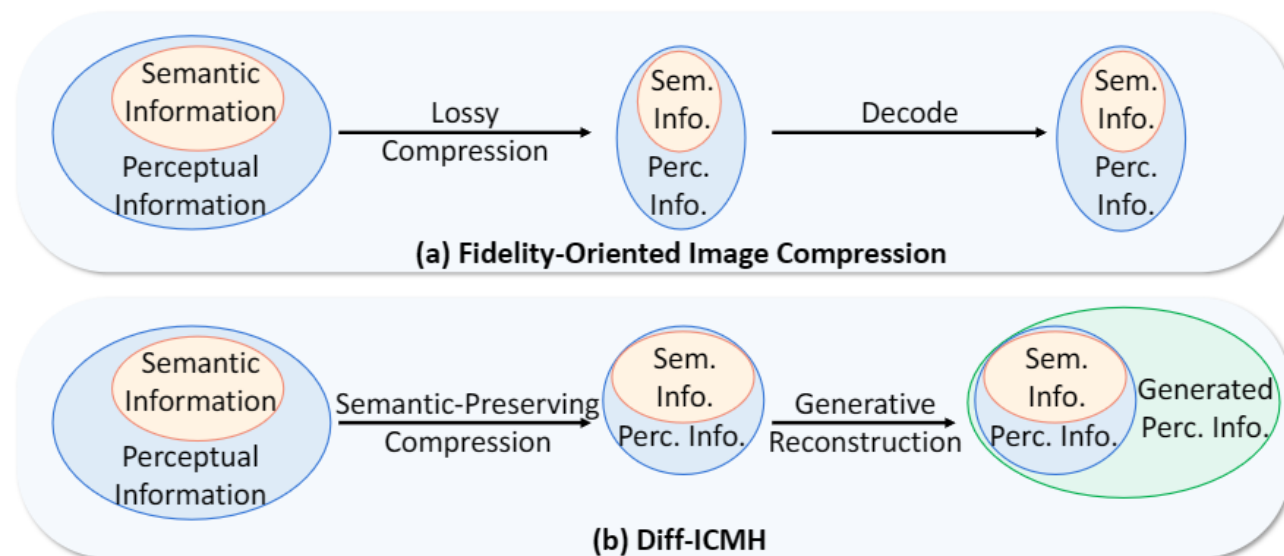 Semantic
Information
Perceptual
Information
Lossy
Compression
Sem.
Info.
Perc.
Info.
Decode
Sem.
Info.
Perc.
Info.
(a) Fidelity-Oriented Image Compression
Semantic
Information
Perceptual
Information
Semantic-Preserving
Compression
Sem.
Info.
Perc. Info.
Generative
Reconstruction
Sem.
Info.
Perc. Info.
Generated
Perc. Info.
(b) Diff-ICMH